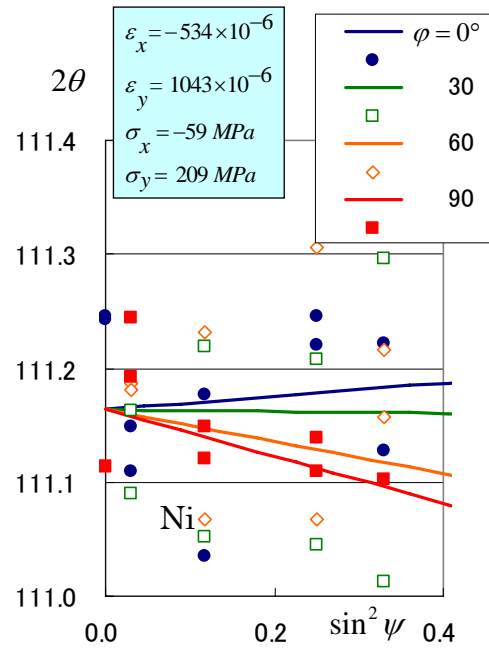 εx = −534×10⁻⁶
εy = 1043×10⁻⁶
σx = −59 MPa
σy = 209 MPa
φ = 0°
30
60
90
2θ
111.4
111.3
111.2
111.1
111.0
Ni
0.0
0.2
0.4
sin² ψ